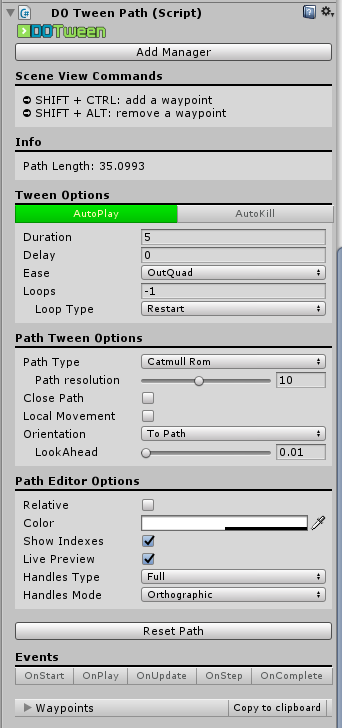 DO Tween Path (Script)
DOTween
Add Manager
Scene View Commands
SHIFT + CTRL: add a waypoint
SHIFT + ALT: remove a waypoint
Info
Path Length: 35.0993
Tween Options
AutoPlay AutoKill
Duration 5
Delay 0
Ease OutQuad
Loops -1
Loop Type Restart
Path Tween Options
Path Type Catmull Rom
Path resolution 10
Close Path
Local Movement
Orientation To Path
LookAhead 0.01
Path Editor Options
Relative
Color
Show Indexes
Live Preview
Handles Type Full
Handles Mode Orthographic
Reset Path
Events
OnStart OnPlay OnUpdate OnStep OnComplete
Waypoints Copy to clipboard